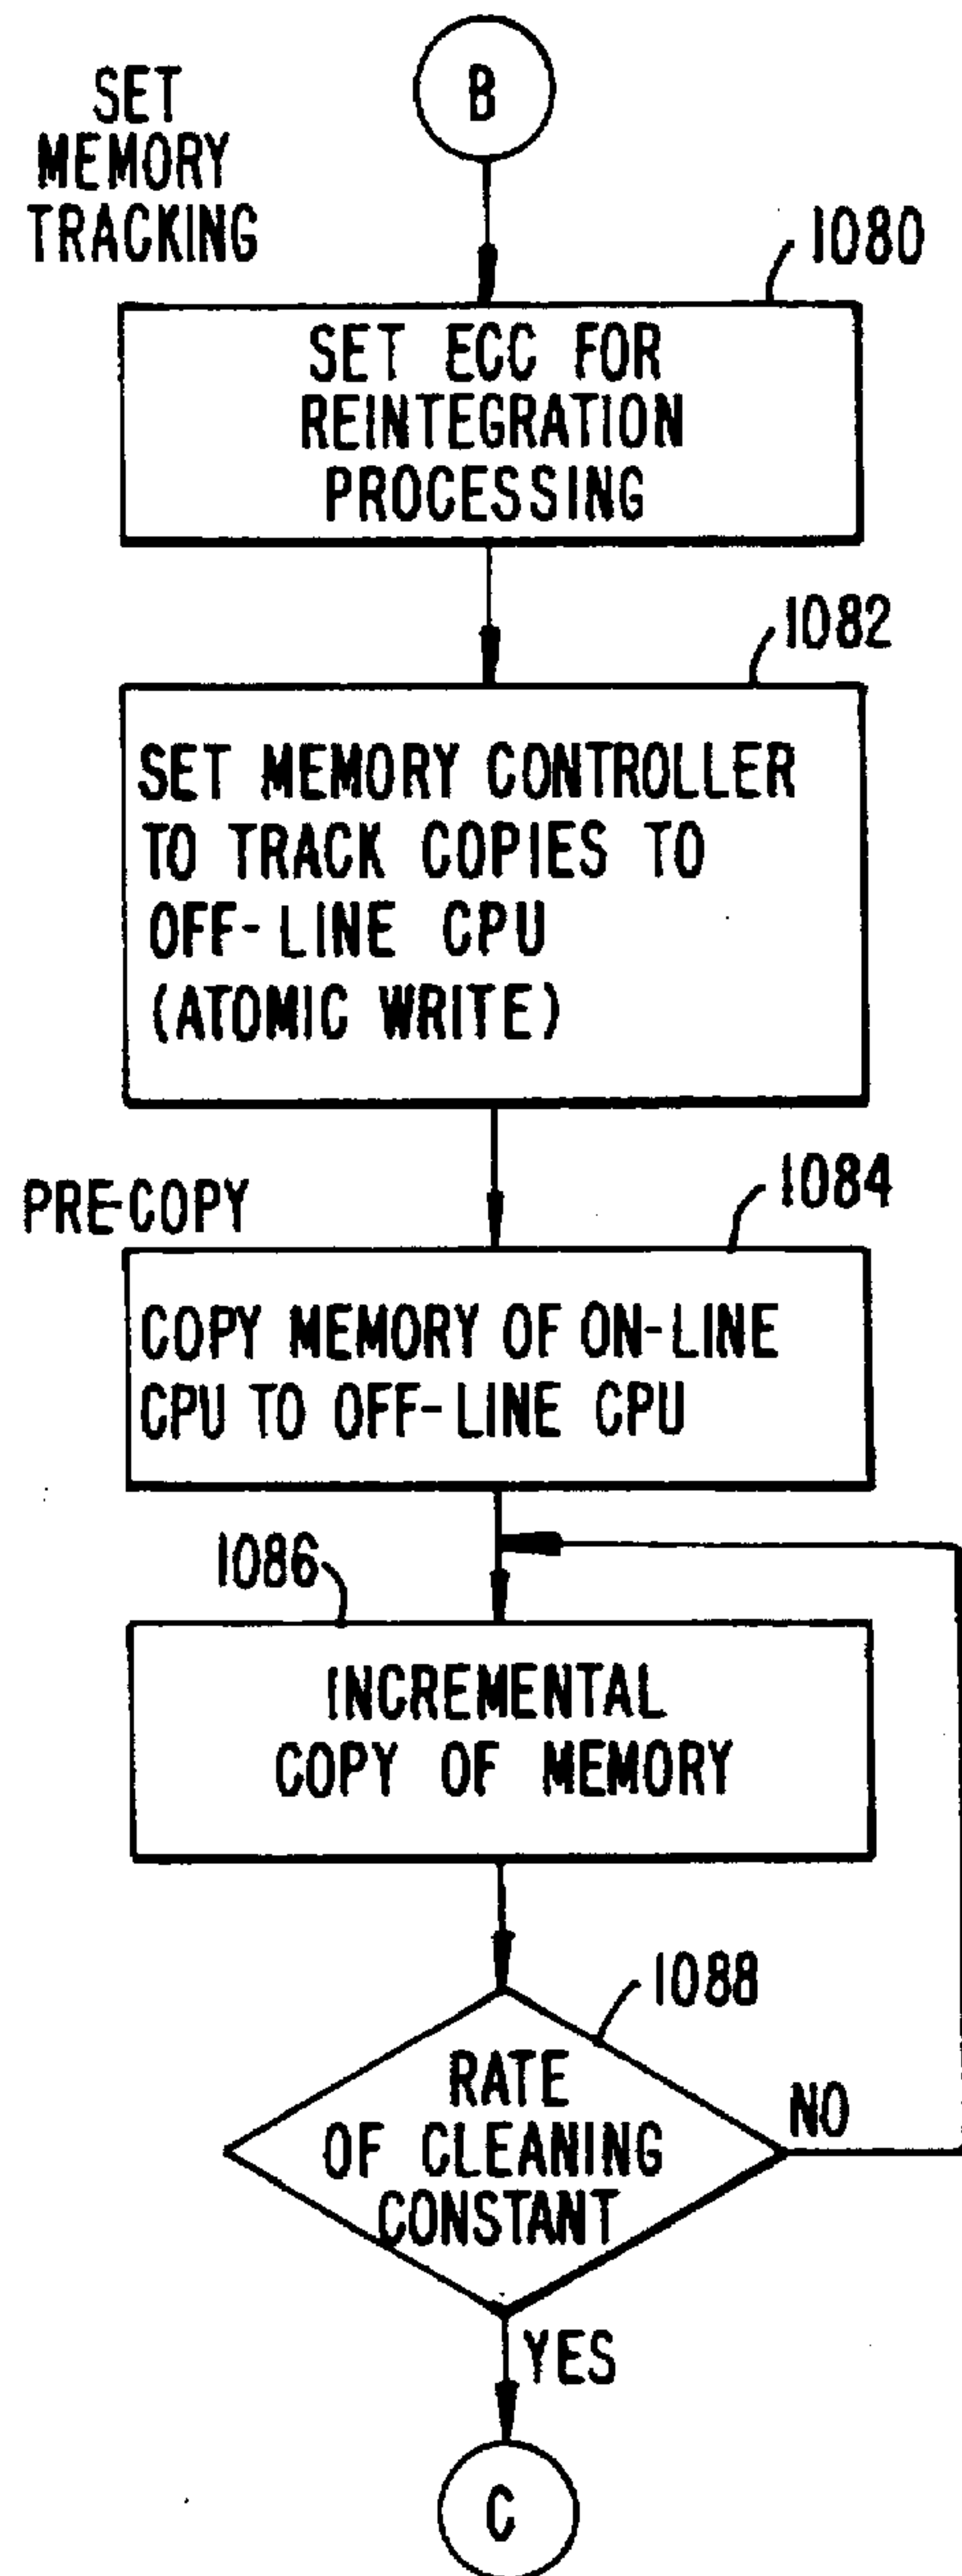 B
SET
MEMORY
TRACKING
1080
SET ECC FOR
REINTEGRATION
PROCESSING
1082
SET MEMORY CONTROLLER
TO TRACK COPIES TO
OFF-LINE CPU
(ATOMIC WRITE)
PRE-COPY
1084
COPY MEMORY OF ON-LINE
CPU TO OFF-LINE CPU
1086
INCREMENTAL
COPY OF MEMORY
1088
RATE
OF CLEANING
CONSTANT
NO
YES
C